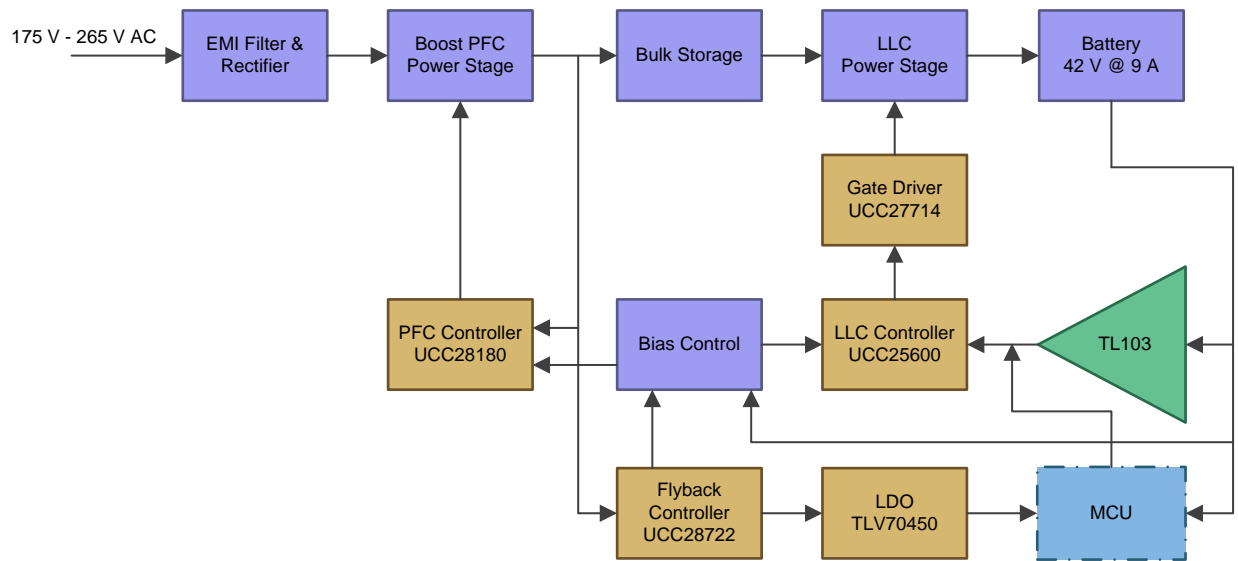 175 V - 265 V AC
EMI Filter &
Rectifier
Boost PFC
Power Stage
Bulk Storage
LLC
Power Stage
Battery
42 V @ 9 A
Gate Driver
UCC27714
PFC Controller
UCC28180
Bias Control
LLC Controller
UCC25600
TL103
Flyback
Controller
UCC28722
LDO
TLV70450
MCU